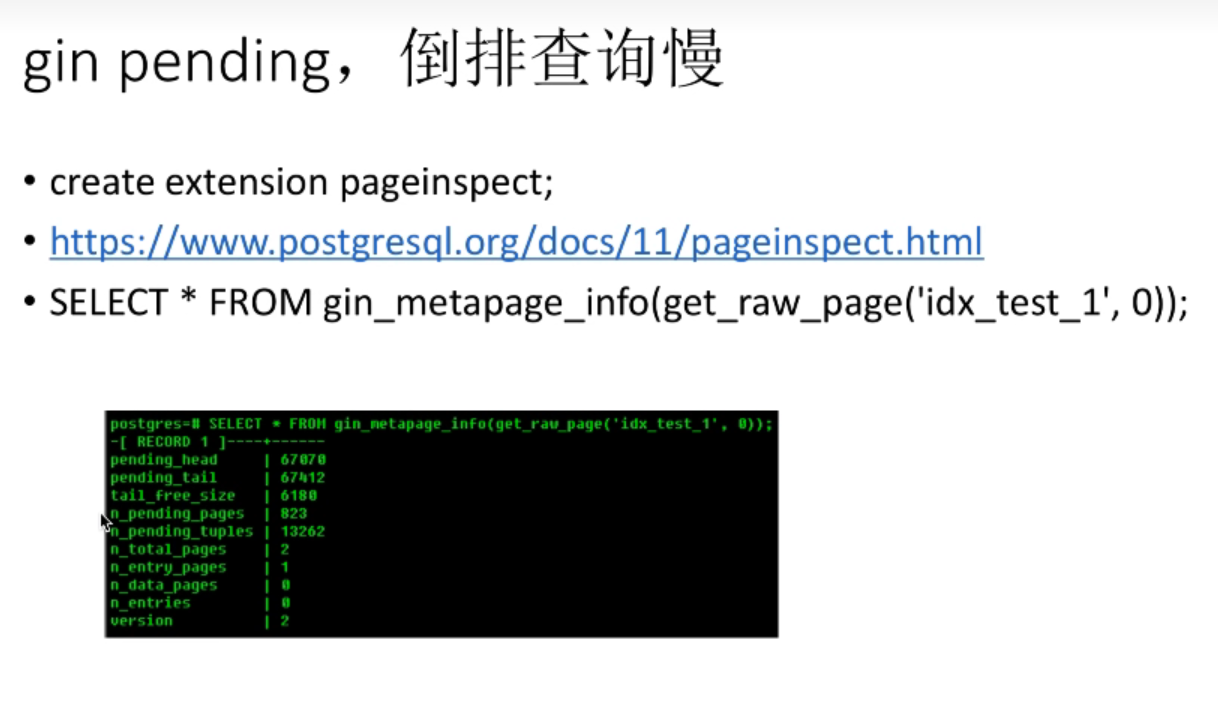 gin pending，倒排查询慢
• create extension pageinspect;
• https://www.postgresql.org/docs/11/pageinspect.html
• SELECT * FROM gin_metapage_info(get_raw_page('idx_test_1', 0));
postgres=# SELECT * FROM gin_metapage_info(get_raw_page('idx_test_1', 0));
-[ RECORD 1 ]----+------
pending_head     | 67070
pending_tail     | 67412
tail_free_size   | 6180
n_pending_pages  | 823
n_pending_tuples | 13262
n_total_pages    | 2
n_entry_pages    | 1
n_data_pages     | 0
n_entries        | 0
version          | 2